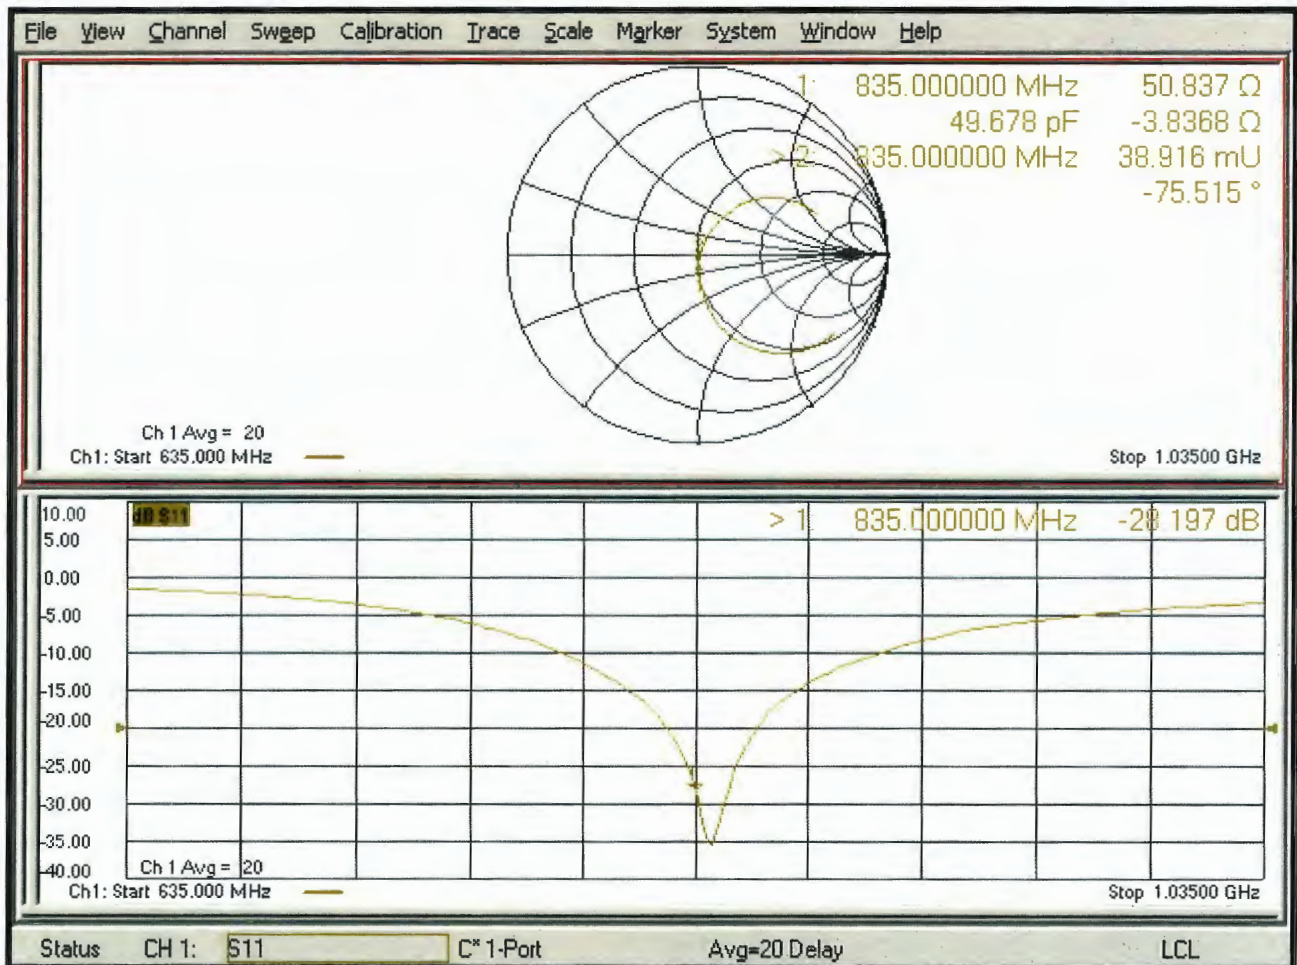 File View Channel Sweep Calibration Trace Scale Marker System Window Help
1: 835.000000 MHz 50.837 Ω
49.678 pF -3.8368 Ω
> 2: 835.000000 MHz 38.916 mU
-75.515 °
Ch 1 Avg = 20
Ch1: Start 635.000 MHz Stop 1.03500 GHz
10.00 dB S11 > 1: 835.000000 MHz -28.197 dB
5.00
0.00
-5.00
-10.00
-15.00
-20.00
-25.00
-30.00
-35.00
-40.00 Ch 1 Avg = 20
Ch1: Start 635.000 MHz Stop 1.03500 GHz
Status CH 1: S11 C* 1-Port Avg=20 Delay LCL